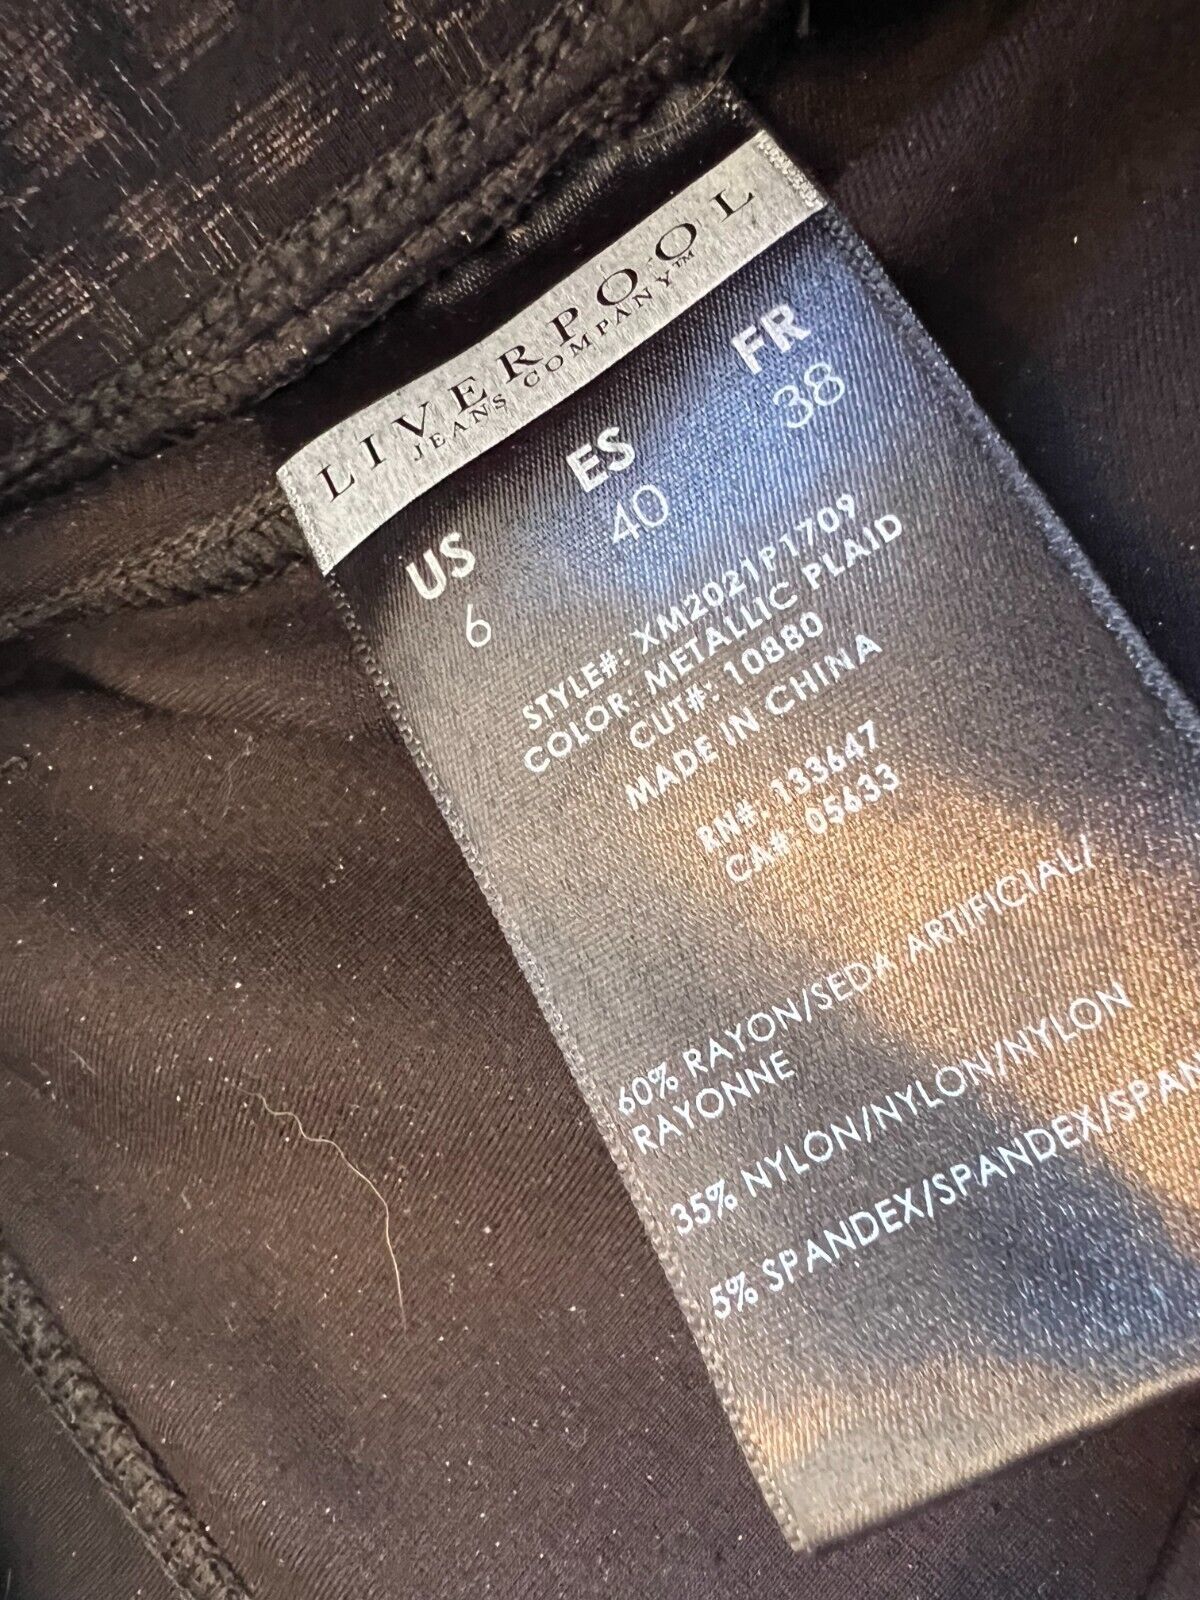 LIVERPOOL
JEANS COMPANY™
US ES FR
6 40 38
STYLE#: XM2021P1709
COLOR: METALLIC PLAID
CUT#: 10880
MADE IN CHINA
RN#: 133647
CA# 05633
60% RAYON/SEDA ARTIFICIAL/
RAYONNE
35% NYLON/NYLON/NYLON
5% SPANDEX/SPANDEX/SPAN